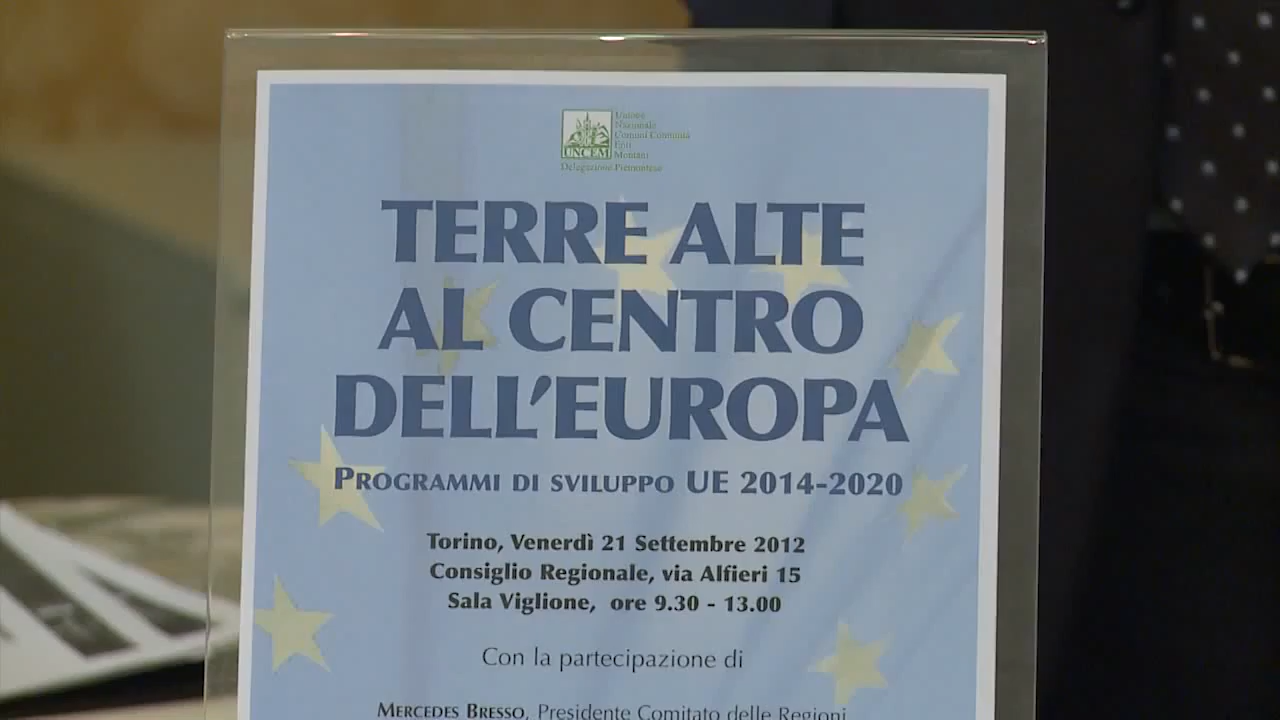 Unione
Nazionale
Comuni Comunità
Enti
Montani
UNCEM
Delegazione Piemontese
TERRE ALTE
AL CENTRO
DELL'EUROPA
PROGRAMMI DI SVILUPPO UE 2014-2020
Torino, Venerdì 21 Settembre 2012
Consiglio Regionale, via Alfieri 15
Sala Viglione, ore 9.30 - 13.00
Con la partecipazione di
MERCEDES BRESSO, Presidente Comitato delle Regioni